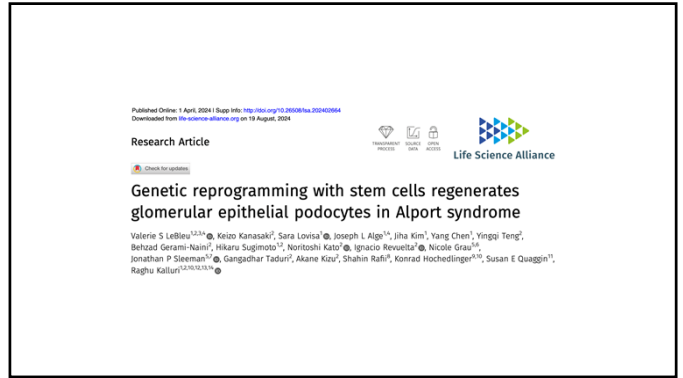 Published Online: 1 April, 2024 | Supp Info: http://doi.org/10.26508/lsa.202402664
Downloaded from life-science-alliance.org on 19 August, 2024
Research Article
TRANSPARENT PROCESS
SOURCE DATA
OPEN ACCESS
Life Science Alliance
Check for updates
Genetic reprogramming with stem cells regenerates
glomerular epithelial podocytes in Alport syndrome
Valerie S LeBleu1,2,3,4, Keizo Kanasaki2, Sara Lovisa1, Joseph L Alge1,4, Jiha Kim1, Yang Chen1, Yingqi Teng2,
Behzad Gerami-Naini2, Hikaru Sugimoto1,2, Noritoshi Kato2, Ignacio Revuelta2, Nicole Grau5,6,
Jonathan P Sleeman5,7, Gangadhar Taduri2, Akane Kizu2, Shahin Rafii8, Konrad Hochedlinger9,10, Susan E Quaggin11,
Raghu Kalluri1,2,10,12,13,14